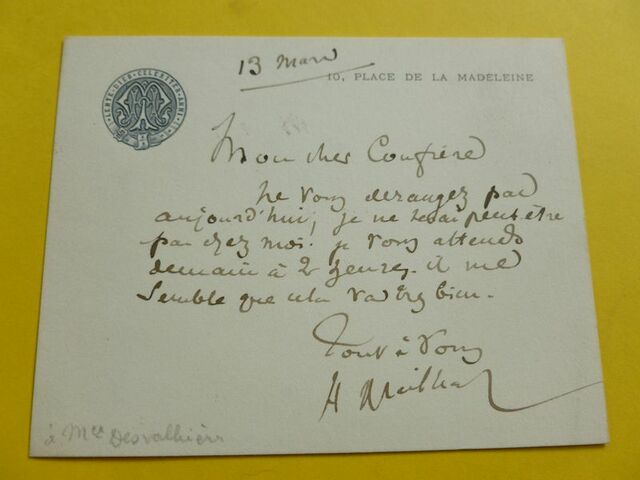 13 mars
10, PLACE DE LA MADELEINE
Mon cher Confrère
Ne vous derangez pas
aujourd'hui, je ne serai peut-être
pas chez moi. je vous attends
demain à 2 heures, il me
semble que cela va très bien.
Tout à vous
H Meilhac
à Mr Desvallières